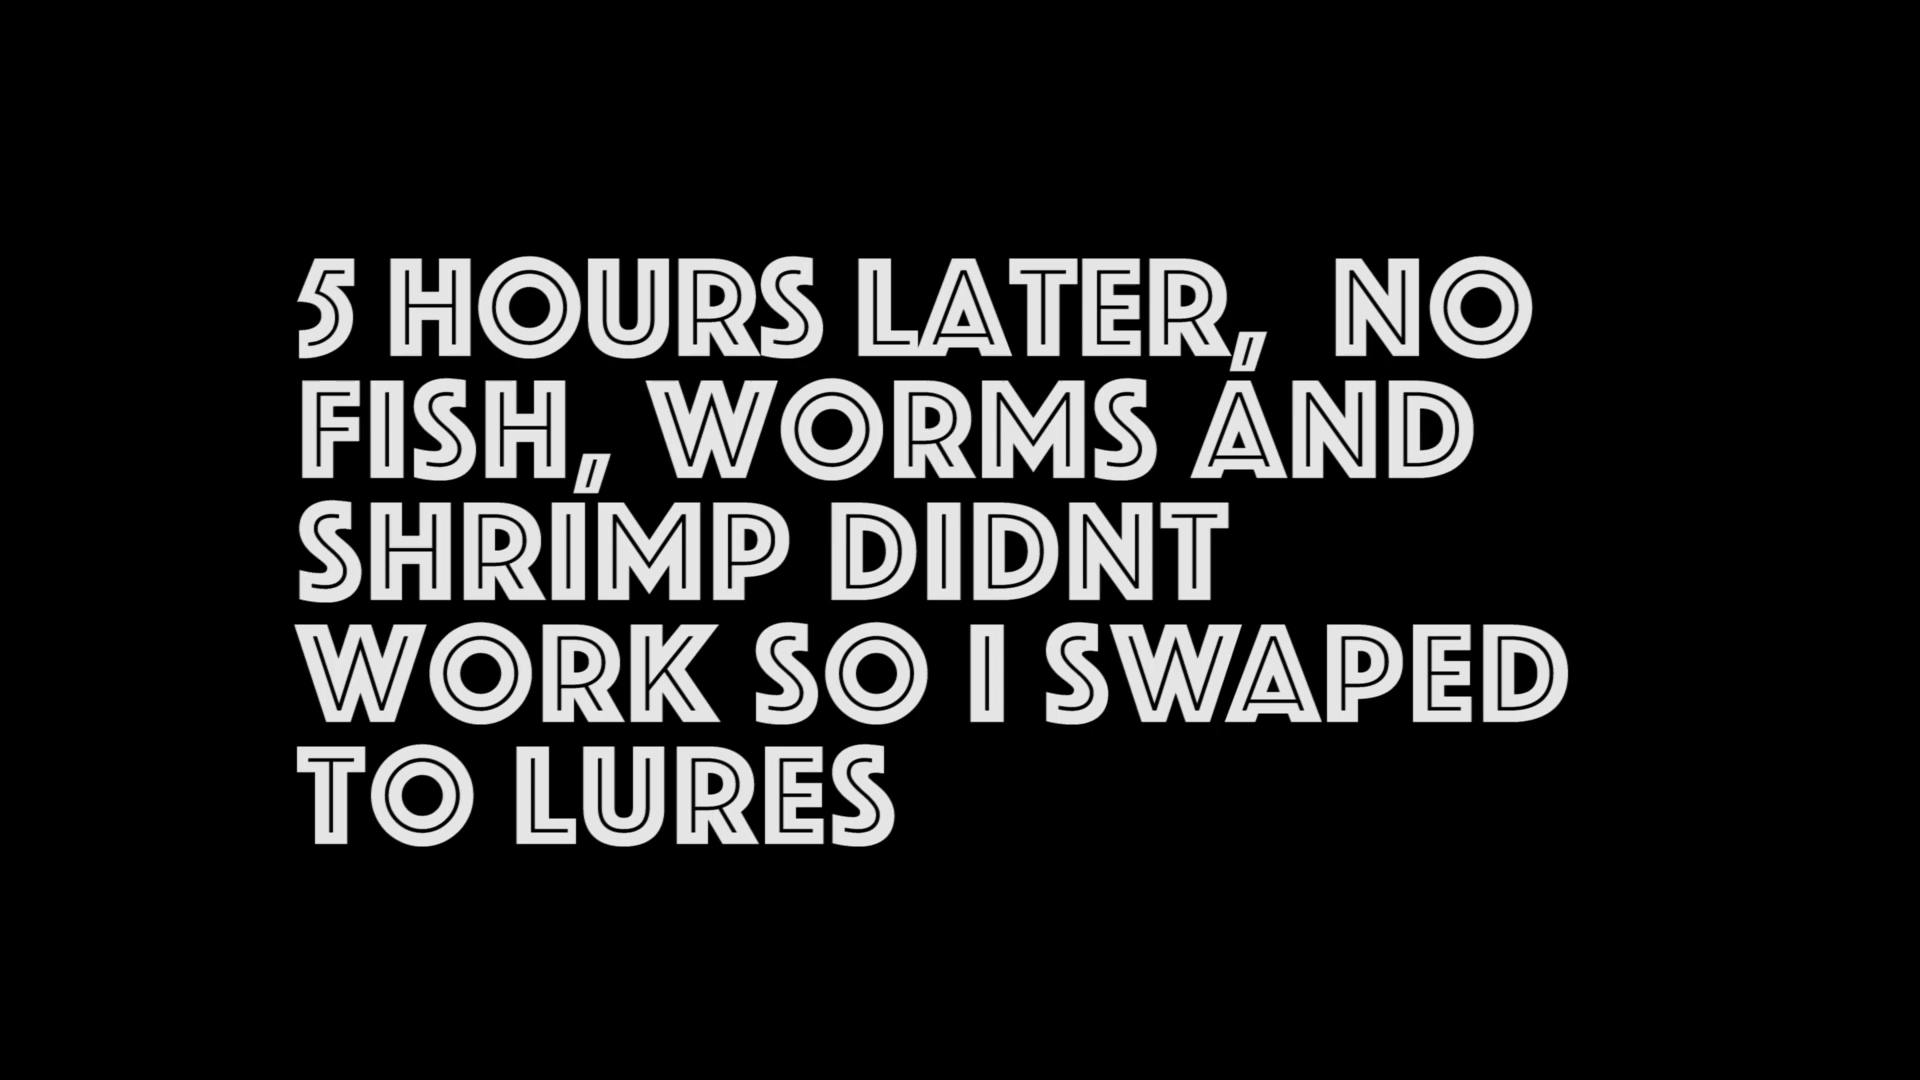 5 HOURS LATER,  NO
FISH, WORMS AND
SHRIMP DIDNT
WORK SO I SWAPED
TO LURES